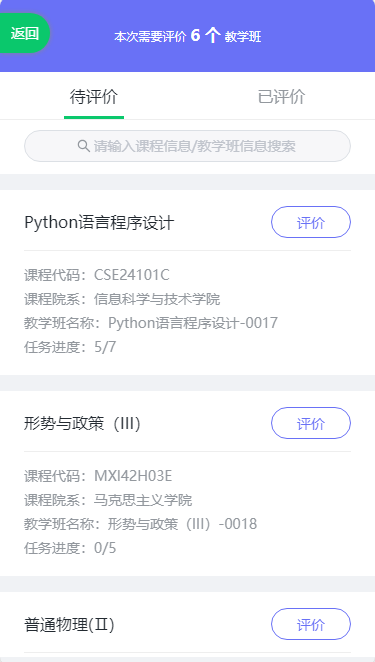 返回
本次需要评价 6 个 教学班
待评价
已评价
请输入课程信息/教学班信息搜索
Python语言程序设计
评价
课程代码：CSE24101C
课程院系：信息科学与技术学院
教学班名称：Python语言程序设计-0017
任务进度：5/7
形势与政策（III）
评价
课程代码：MXI42H03E
课程院系：马克思主义学院
教学班名称：形势与政策（III）-0018
任务进度：0/5
普通物理(Ⅱ)
评价